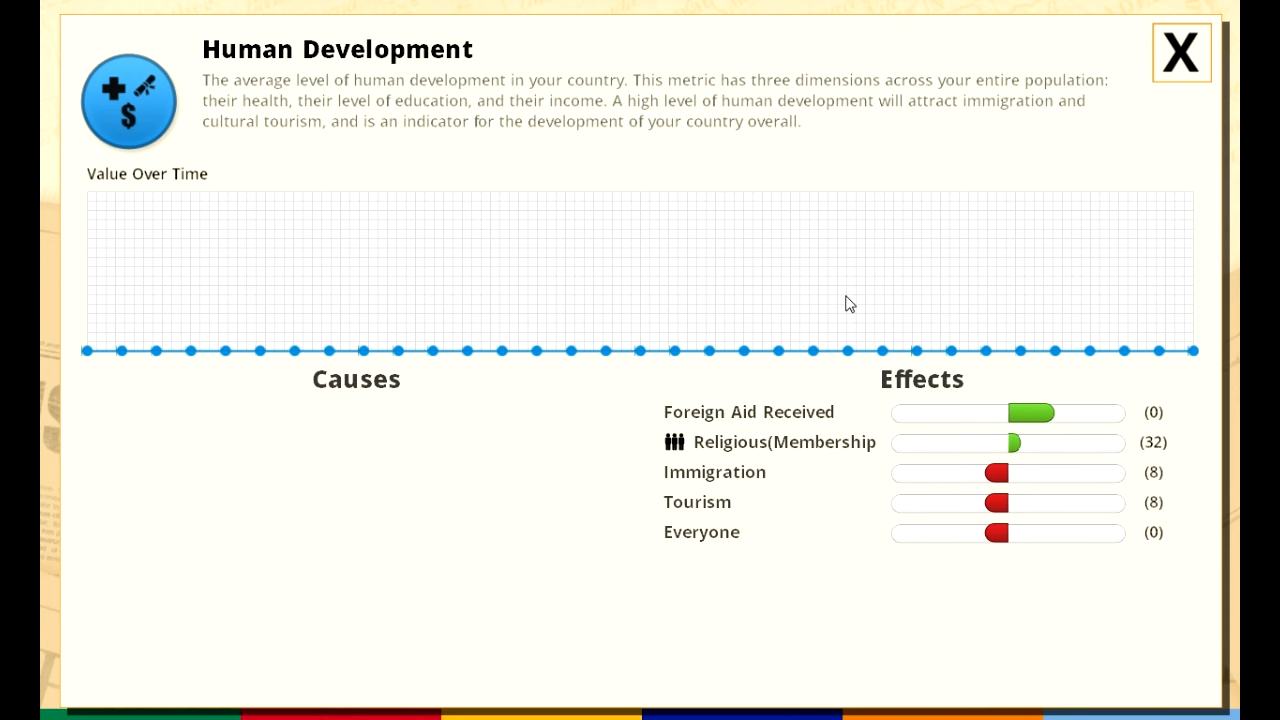 Human Development
X
The average level of human development in your country. This metric has three dimensions across your entire population:
their health, their level of education, and their income. A high level of human development will attract immigration and
cultural tourism, and is an indicator for the development of your country overall.
$
Value Over Time
Causes
Effects
Foreign Aid Received (0)
Religious(Membership (32)
Immigration (8)
Tourism (8)
Everyone (0)